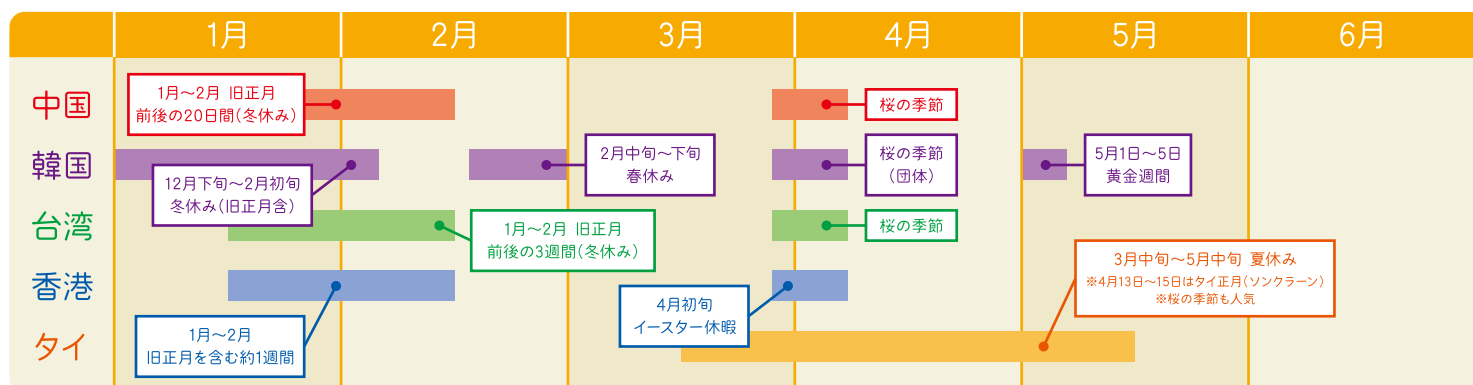 1月 2月 3月 4月 5月 6月
中国
1月～2月 旧正月
前後の20日間（冬休み）
桜の季節
韓国
12月下旬～2月初旬
冬休み（旧正月含）
2月中旬～下旬
春休み
桜の季節
（団体）
5月1日～5日
黄金週間
台湾
1月～2月 旧正月
前後の3週間（冬休み）
桜の季節
香港
1月～2月
旧正月を含む約1週間
4月初旬
イースター休暇
タイ
3月中旬～5月中旬 夏休み
※4月13日～15日はタイ正月（ソンクラーン）
※桜の季節も人気